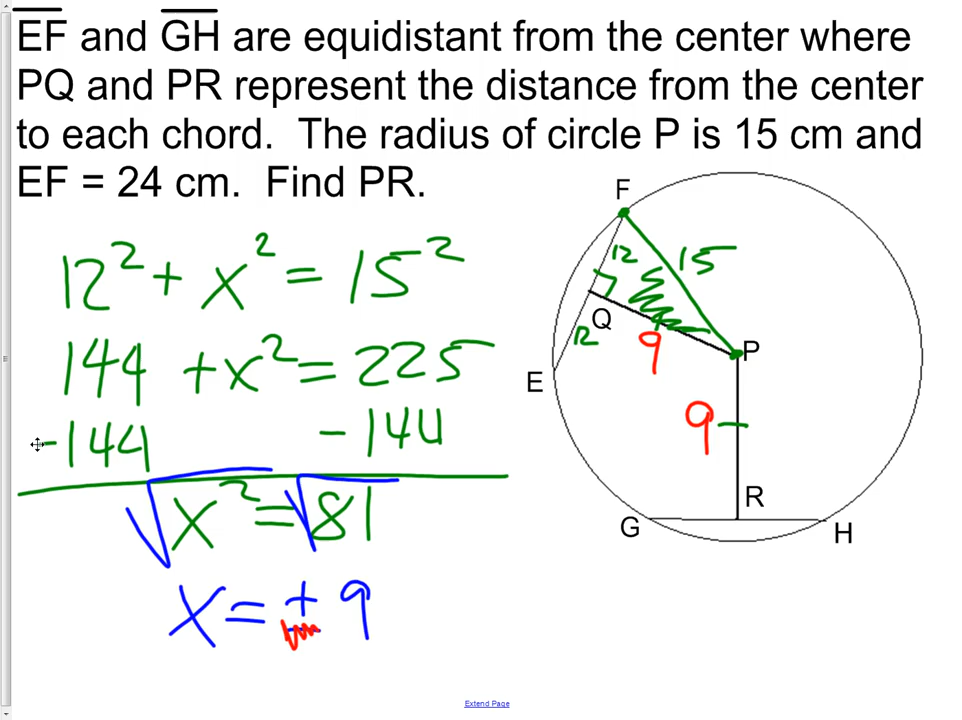 EF and GH are equidistant from the center where
PQ and PR represent the distance from the center
to each chord. The radius of circle P is 15 cm and
EF = 24 cm. Find PR.
12² + x² = 15²
144 + x² = 225
-144 - 144
√x² = √81
x = ± 9
F
12
15
Q
12
9
P
E
9
R
G
H
Extend Page